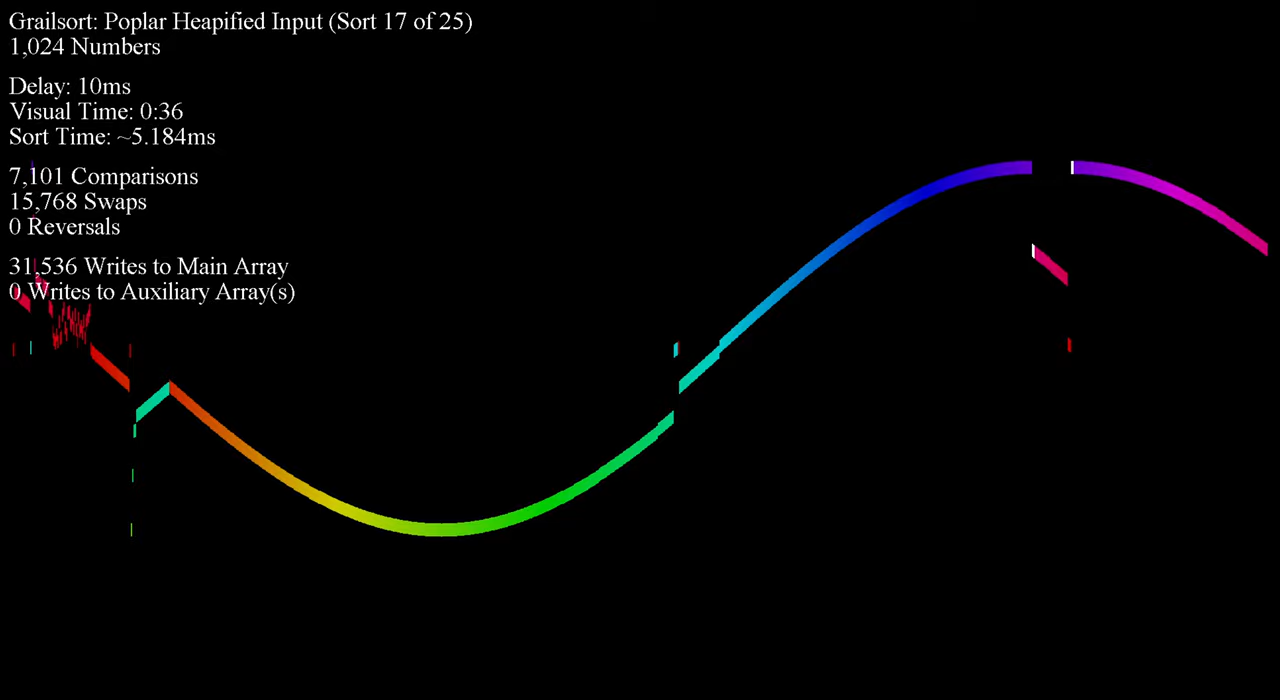 Grailsort: Poplar Heapified Input (Sort 17 of 25)
1,024 Numbers
Delay: 10ms
Visual Time: 0:36
Sort Time: ~5.184ms
7,101 Comparisons
15,768 Swaps
0 Reversals
31,536 Writes to Main Array
0 Writes to Auxiliary Array(s)